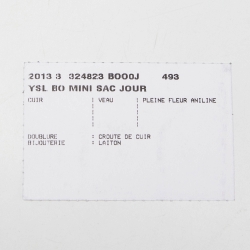 2013 3 324823 BOO0J 493
YSL BO MINI SAC JOUR
CUIR : VEAU : PLEINE FLEUR ANILINE
DOUBLURE : CROUTE DE CUIR
BIJOUTERIE : LAITON